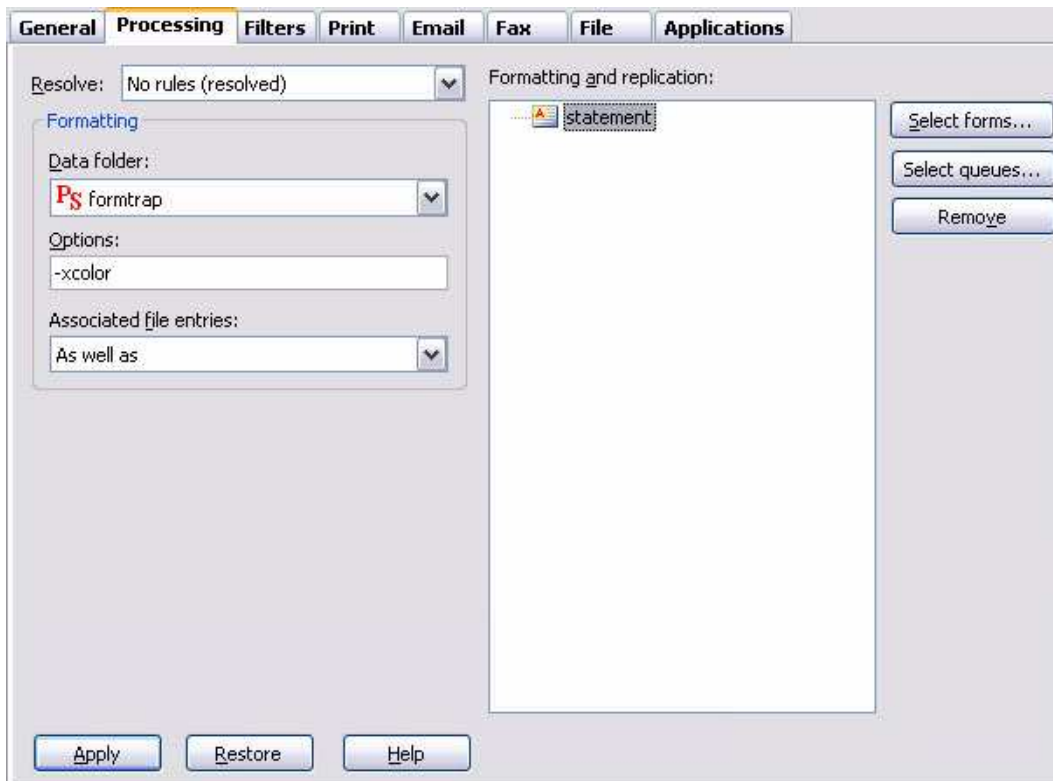 General Processing Filters Print Email Fax File Applications
Resolve: No rules (resolved)
Formatting
Data folder:
PS formtrap
Options:
-xcolor
Associated file entries:
As well as
Formatting and replication:
A statement
Select forms...
Select queues...
Remove
Apply Restore Help